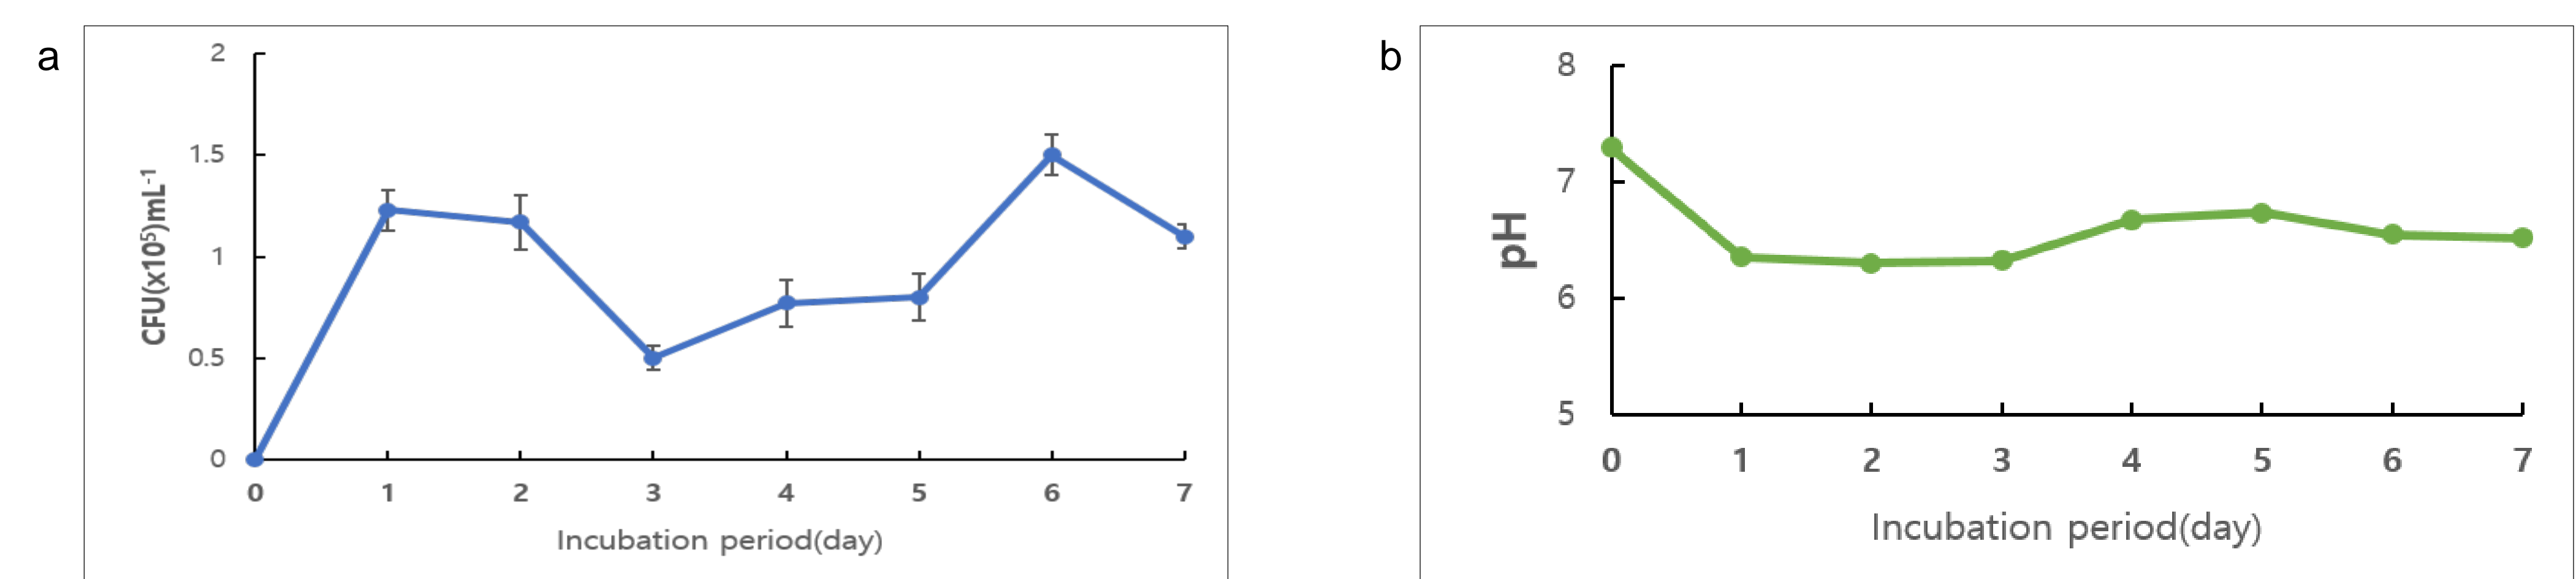 a
2
1.5
1
0.5
0
CFU(x10⁵)mL⁻¹
0 1 2 3 4 5 6 7
Incubation period(day)
b
8
7
6
5
pH
0 1 2 3 4 5 6 7
Incubation period(day)